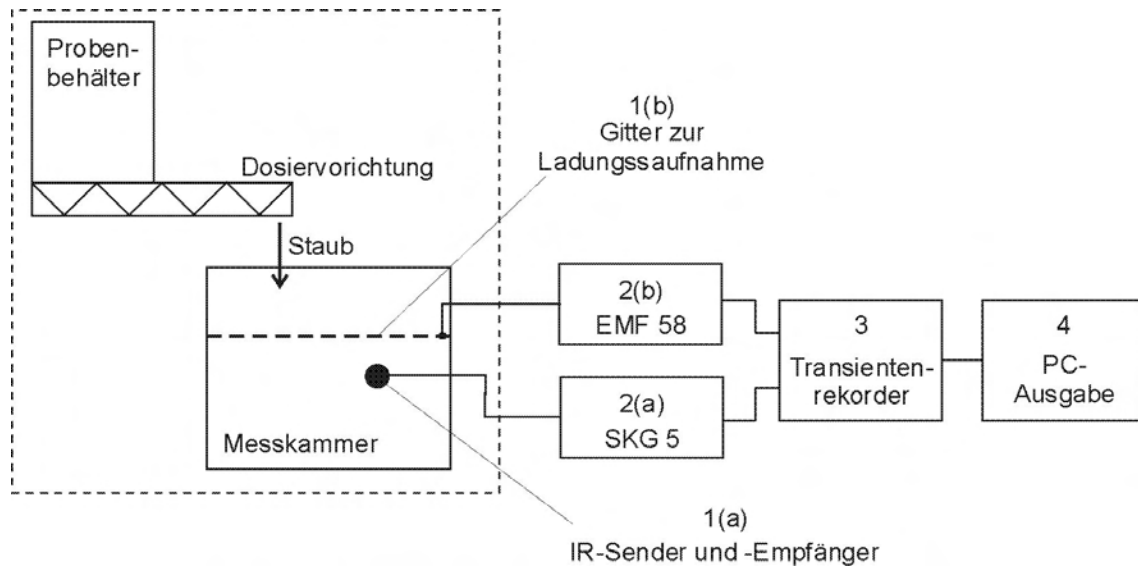 Proben-
behälter
1(b)
Gitter zur
Ladungssaufnahme
Dosiervorrichtung
Staub
2(b)
EMF 58
3
Transienten-
rekorder
4
PC-
Ausgabe
2(a)
SKG 5
Messkammer
1(a)
IR-Sender und -Empfänger